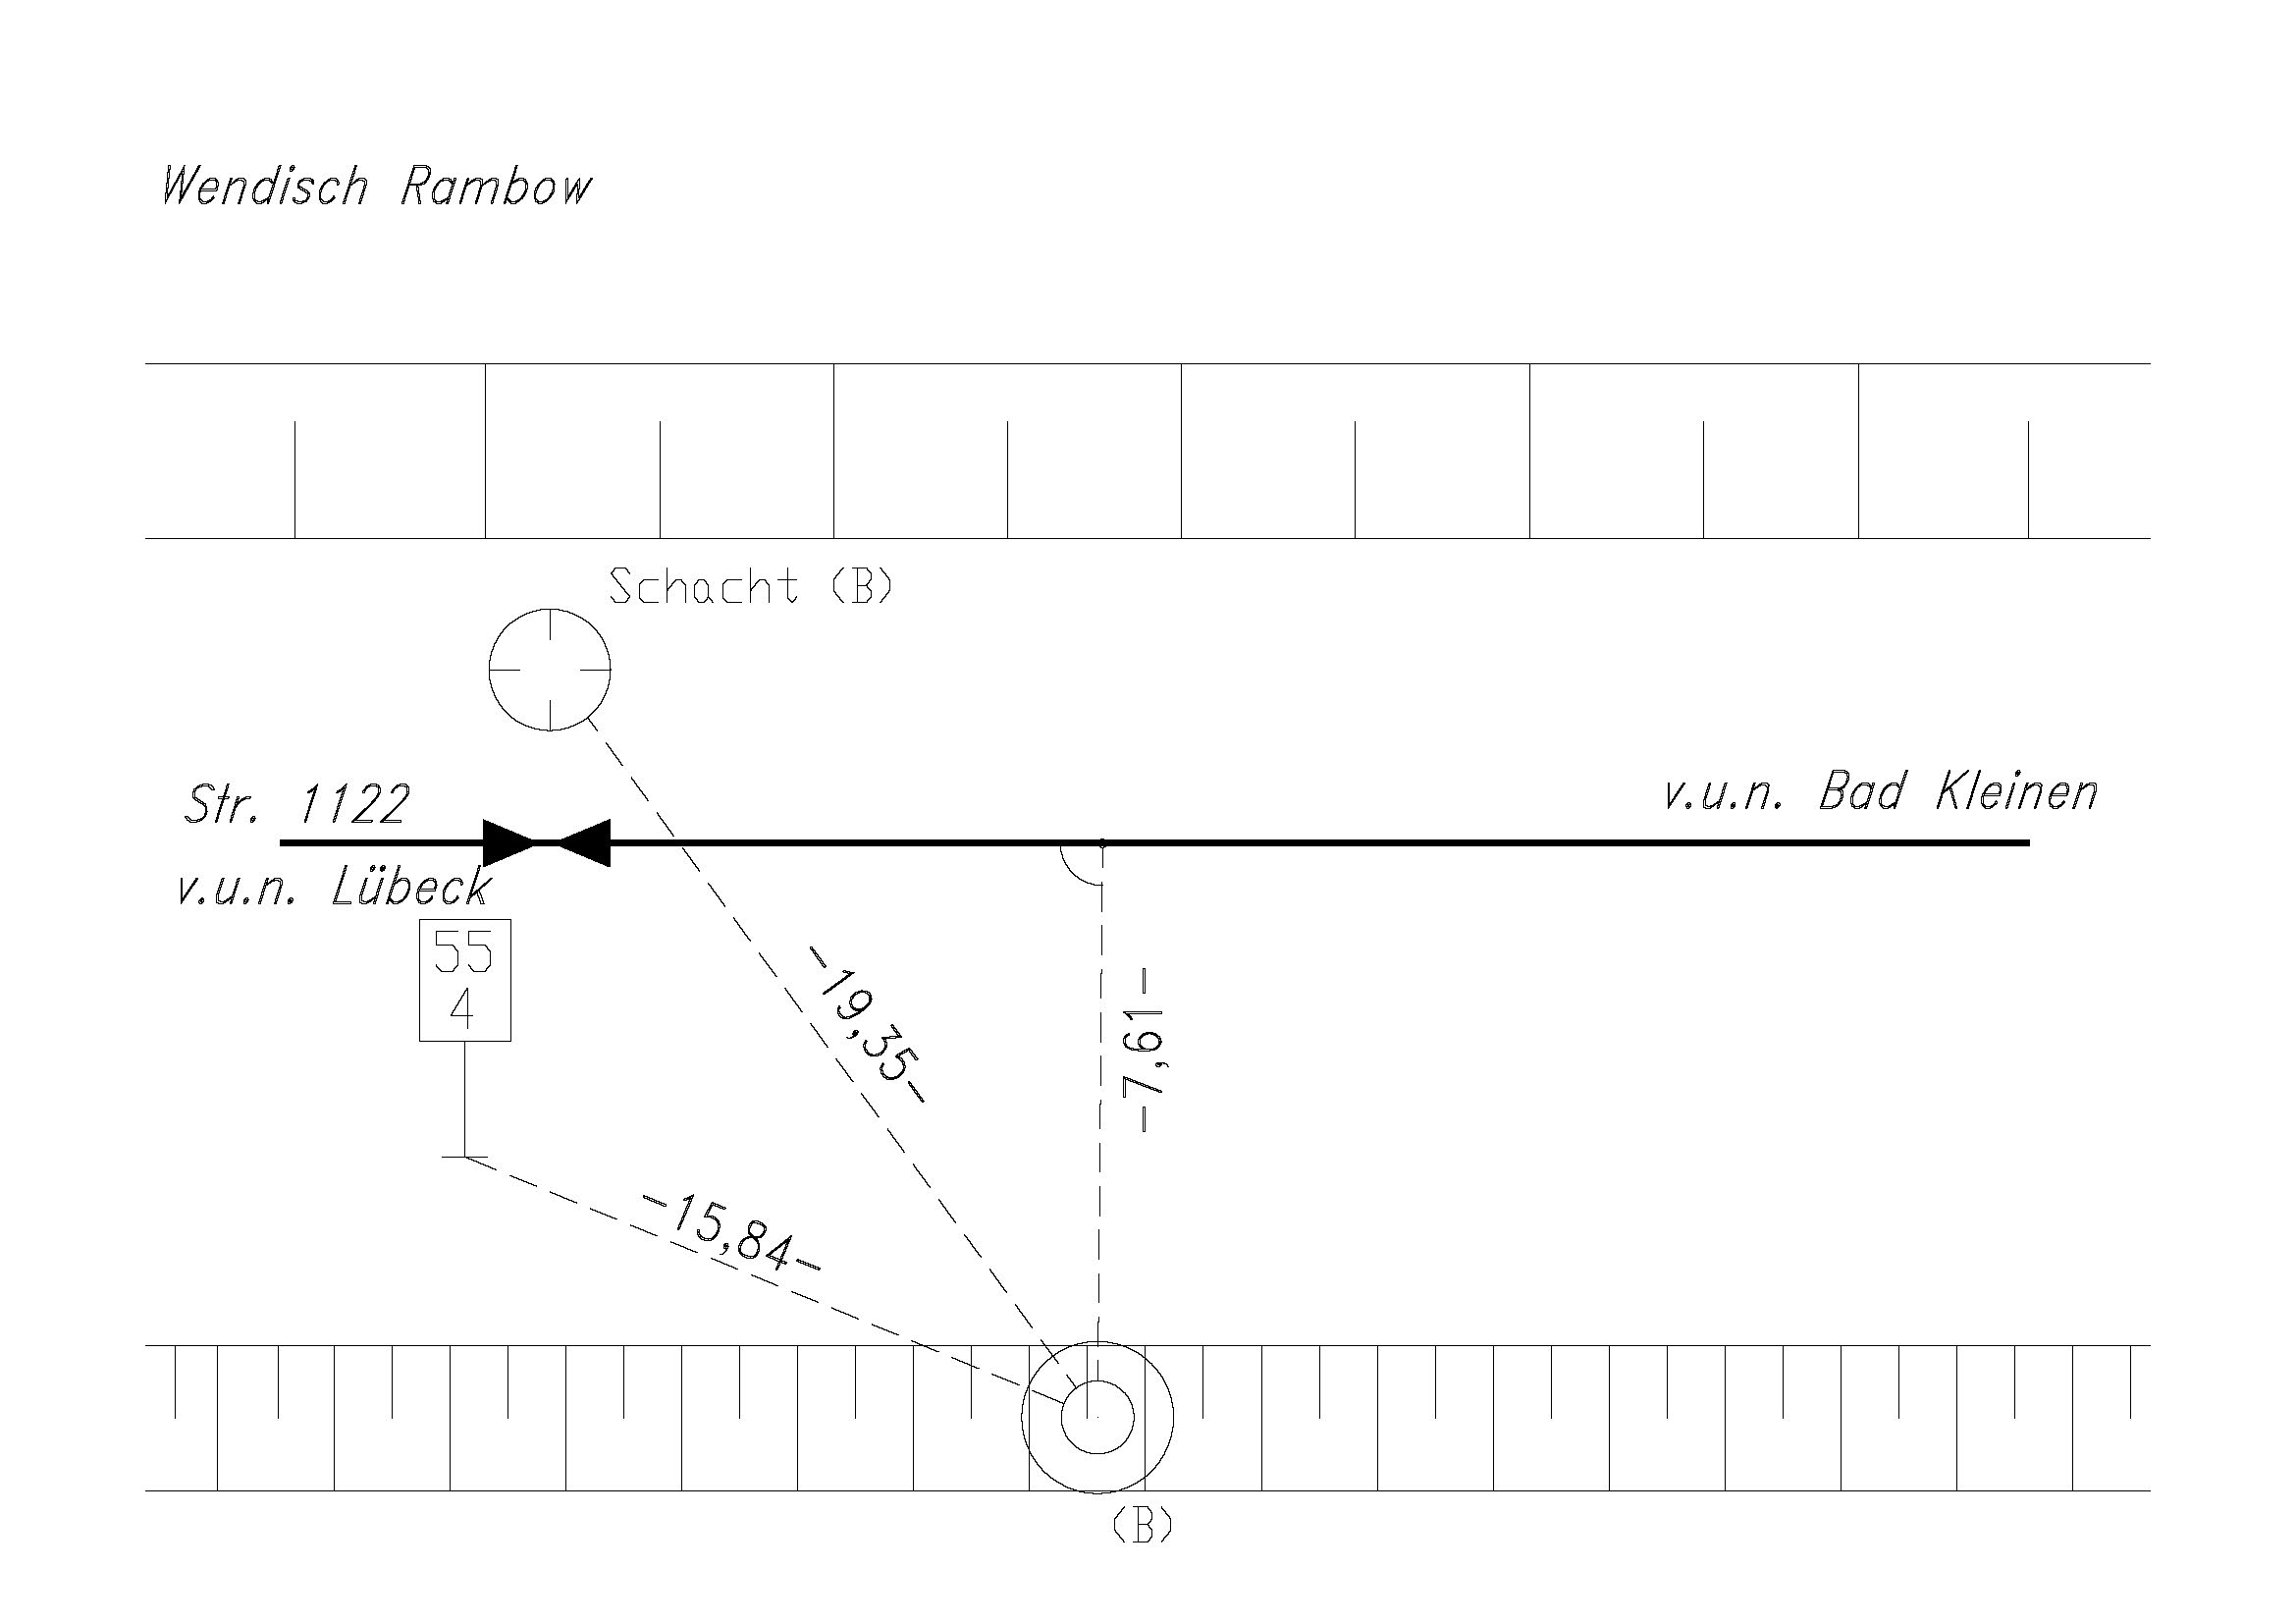 Wendisch Rambow
Schacht (B)
Str. 1122
v.u.n. Bad Kleinen
v.u.n. Lübeck
55
4
-19,35-
-7,61-
-15,84-
(B)